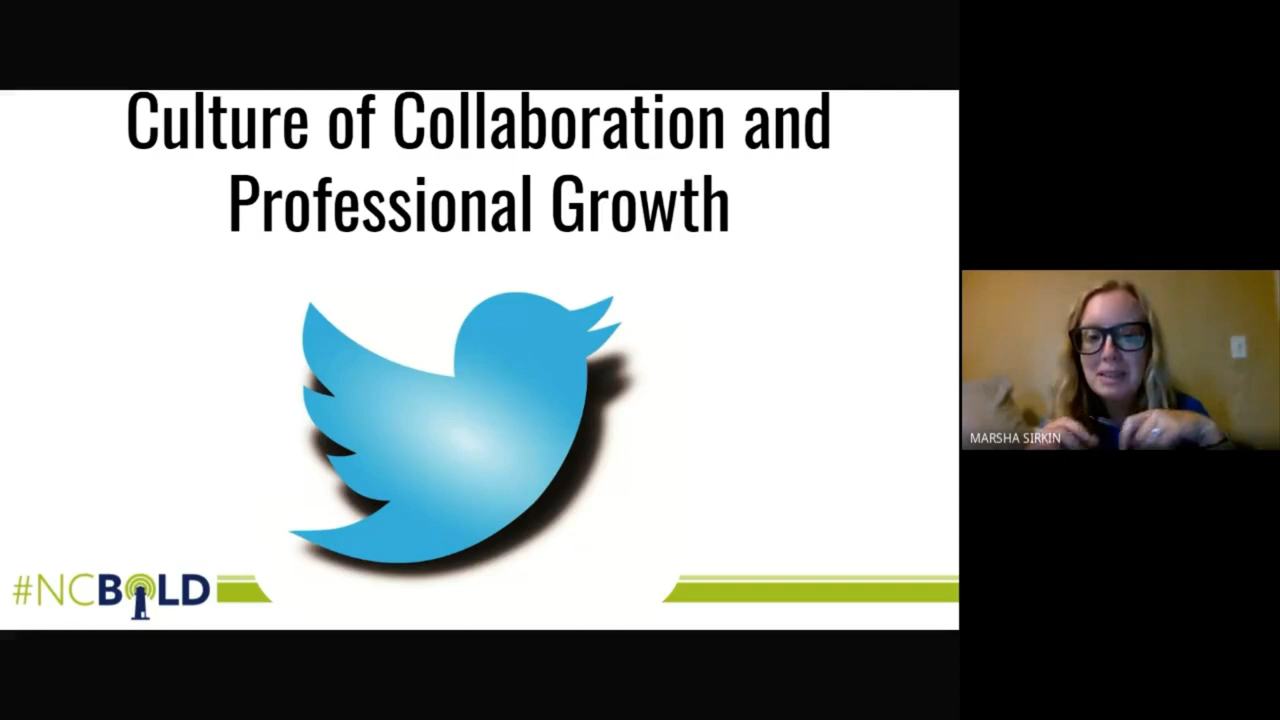 Culture of Collaboration and
Professional Growth
#NCBOLD
MARSHA SIRKIN